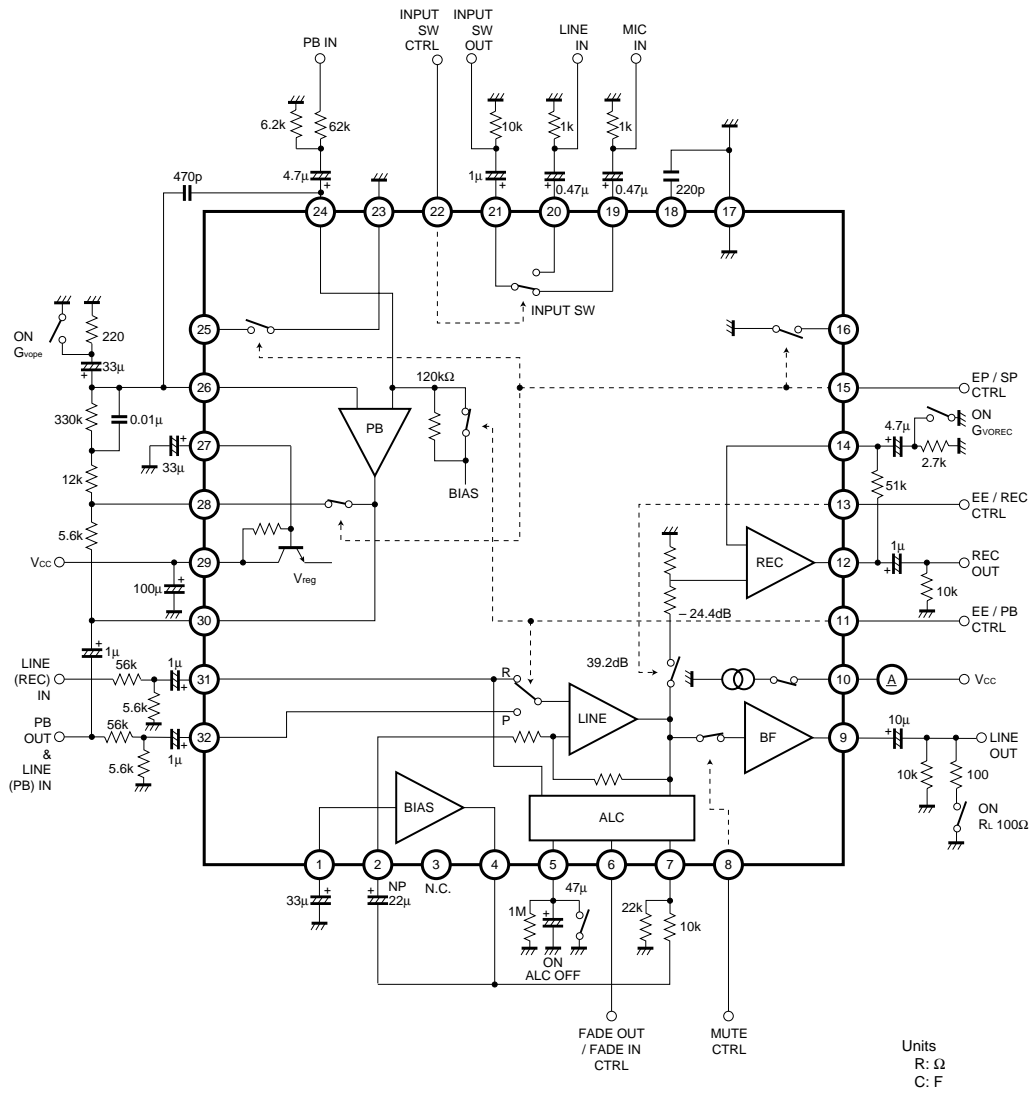 INPUT
SW
CTRL
INPUT
SW
OUT
PB IN
LINE
IN
MIC
IN
6.2k
62k
10k
1k
1k
470p
4.7µ
+
1µ
+
0.47µ
+
0.47µ
+
220p
24
23
22
21
20
19
18
17
INPUT SW
ON
Gvope
220
33µ
+
330k
0.01µ
12k
5.6k
33µ
+
VCC
100µ
+
1µ
+
LINE
(REC)
IN
56k
1µ
+
5.6k
PB
OUT
&
LINE
(PB) IN
56k
5.6k
1µ
+
25
26
27
28
29
30
31
32
120kΩ
PB
BIAS
Vreg
REC
– 24.4dB
39.2dB
R
P
LINE
BF
BIAS
ALC
16
15
14
13
12
11
10
9
EP / SP
CTRL
4.7µ
+
ON
GVOREC
2.7k
51k
EE / REC
CTRL
1µ
+
REC
OUT
10k
EE / PB
CTRL
A
VCC
10µ
+
LINE
OUT
10k
100
ON
RL 100Ω
1
2
3
4
5
6
7
8
33µ
+
+
NP
22µ
N.C.
1M
+
47µ
ON
ALC OFF
22k
10k
FADE OUT
/ FADE IN
CTRL
MUTE
CTRL
Units
R: Ω
C: F